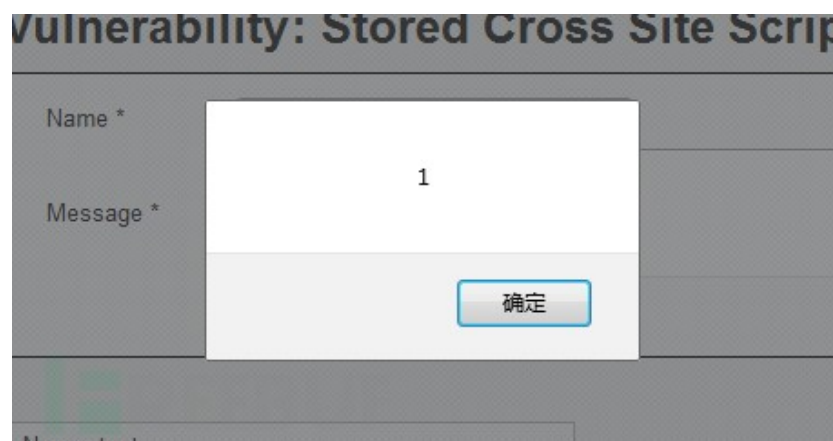 Vulnerability: Stored Cross Site Scrip
Name *
1
Message *
确定